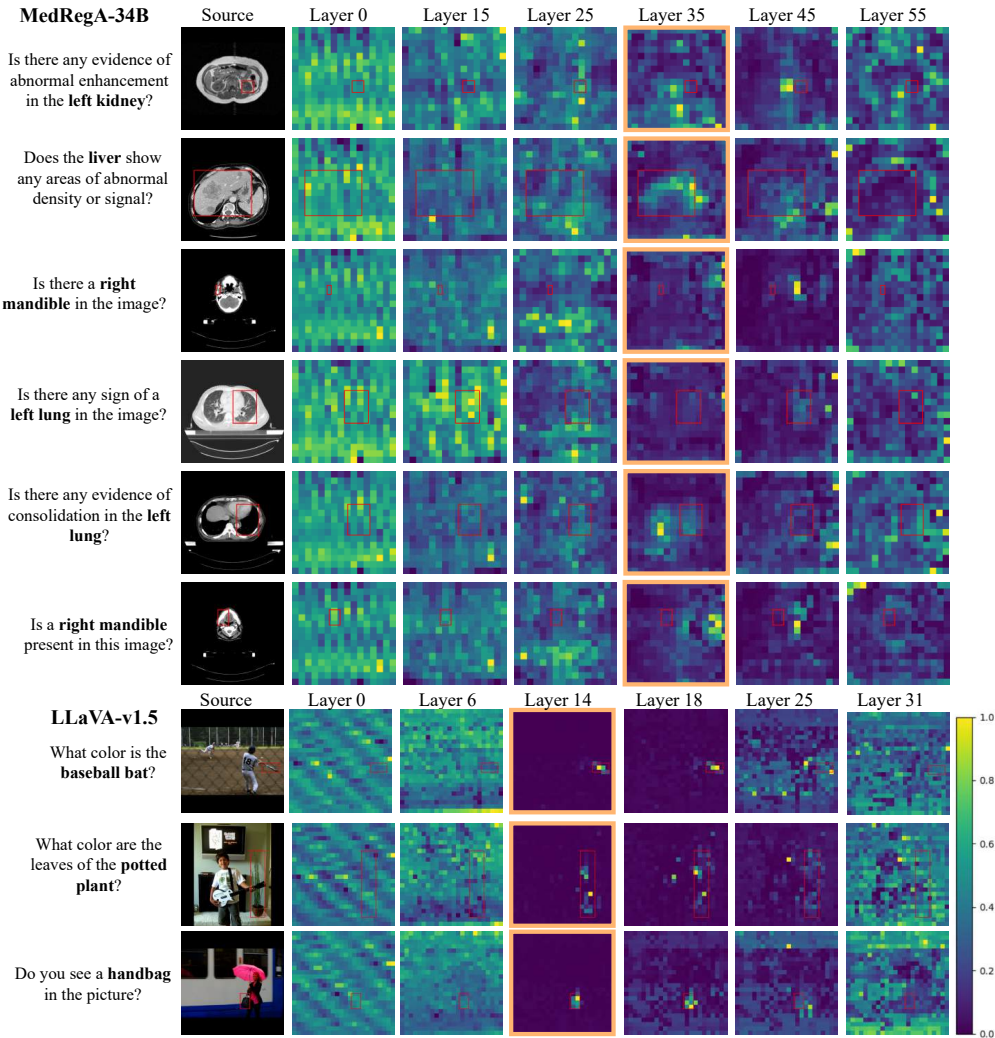 MedRegA-34B
Source Layer 0 Layer 15 Layer 25 Layer 35 Layer 45 Layer 55
Is there any evidence of
abnormal enhancement
in the left kidney?
Does the liver show
any areas of abnormal
density or signal?
Is there a right
mandible in the image?
Is there any sign of a
left lung in the image?
Is there any evidence of
consolidation in the left
lung?
Is a right mandible
present in this image?
LLaVA-v1.5
Source Layer 0 Layer 6 Layer 14 Layer 18 Layer 25 Layer 31
What color is the
baseball bat?
What color are the
leaves of the potted
plant?
Do you see a handbag
in the picture?
1.0
0.8
0.6
0.4
0.2
0.0